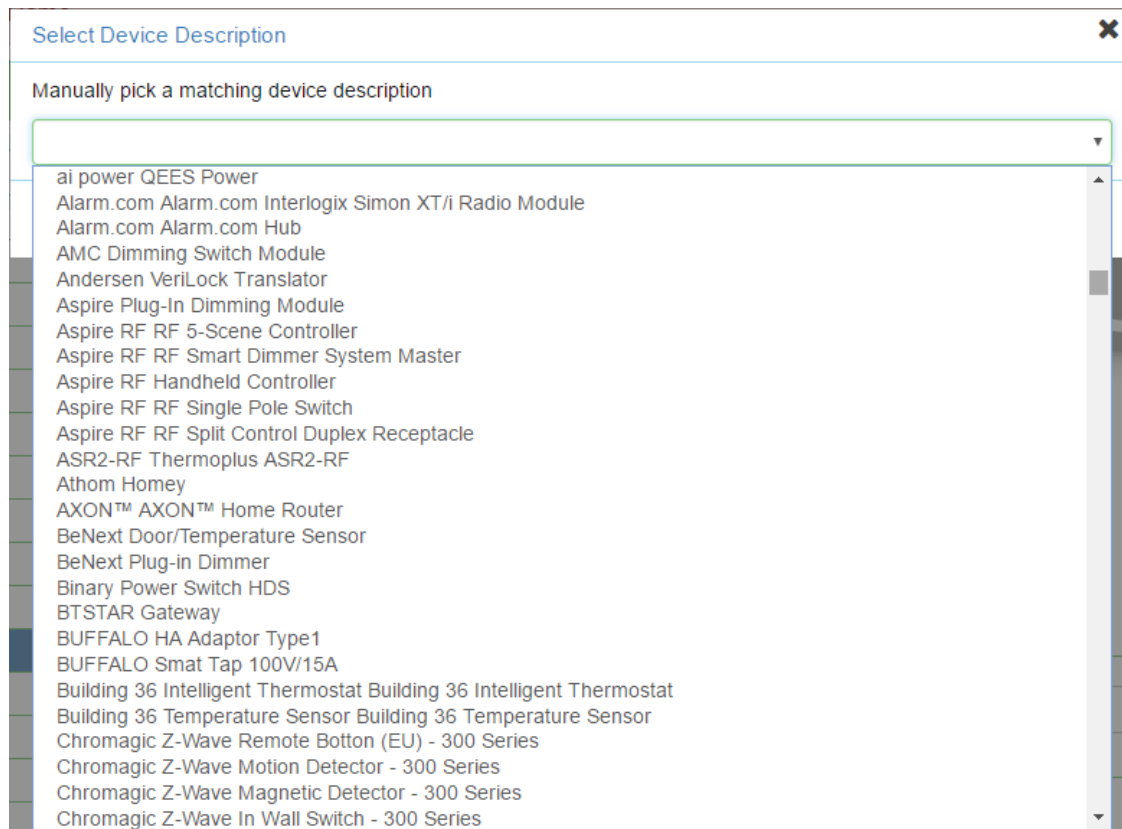 Select Device Description
Manually pick a matching device description
ai power QEES Power
Alarm.com Alarm.com Interlogix Simon XT/i Radio Module
Alarm.com Alarm.com Hub
AMC Dimming Switch Module
Andersen VeriLock Translator
Aspire Plug-In Dimming Module
Aspire RF RF 5-Scene Controller
Aspire RF RF Smart Dimmer System Master
Aspire RF Handheld Controller
Aspire RF RF Single Pole Switch
Aspire RF RF Split Control Duplex Receptacle
ASR2-RF Thermoplus ASR2-RF
Athom Homey
AXON™ AXON™ Home Router
BeNext Door/Temperature Sensor
BeNext Plug-in Dimmer
Binary Power Switch HDS
BTSTAR Gateway
BUFFALO HA Adaptor Type1
BUFFALO Smat Tap 100V/15A
Building 36 Intelligent Thermostat Building 36 Intelligent Thermostat
Building 36 Temperature Sensor Building 36 Temperature Sensor
Chromagic Z-Wave Remote Botton (EU) - 300 Series
Chromagic Z-Wave Motion Detector - 300 Series
Chromagic Z-Wave Magnetic Detector - 300 Series
Chromagic Z-Wave In Wall Switch - 300 Series